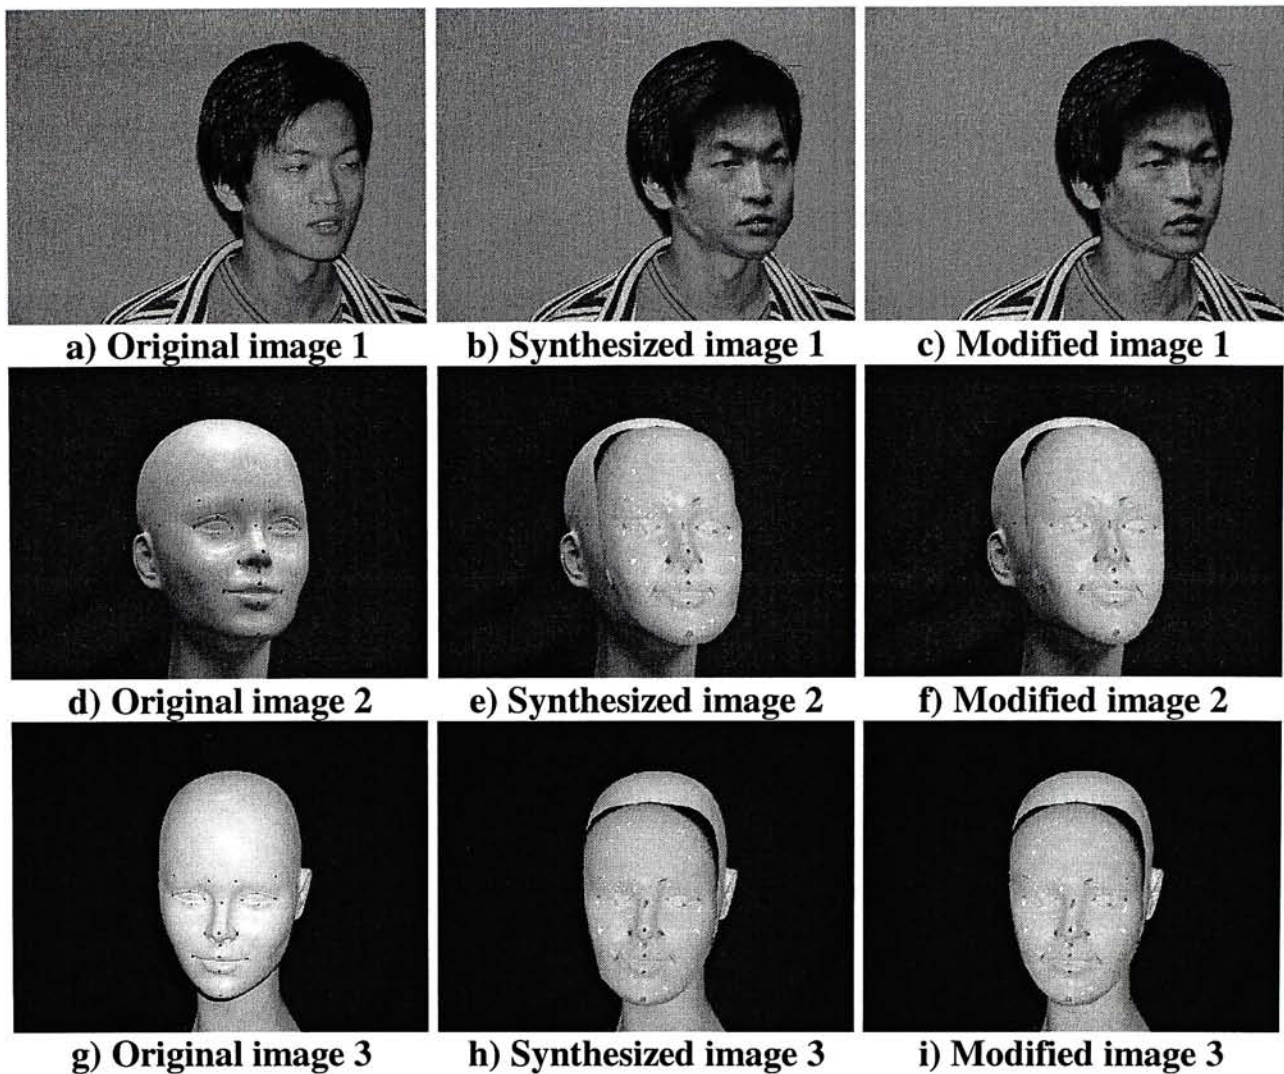 a) Original image 1
b) Synthesized image 1
c) Modified image 1
d) Original image 2
e) Synthesized image 2
f) Modified image 2
g) Original image 3
h) Synthesized image 3
i) Modified image 3